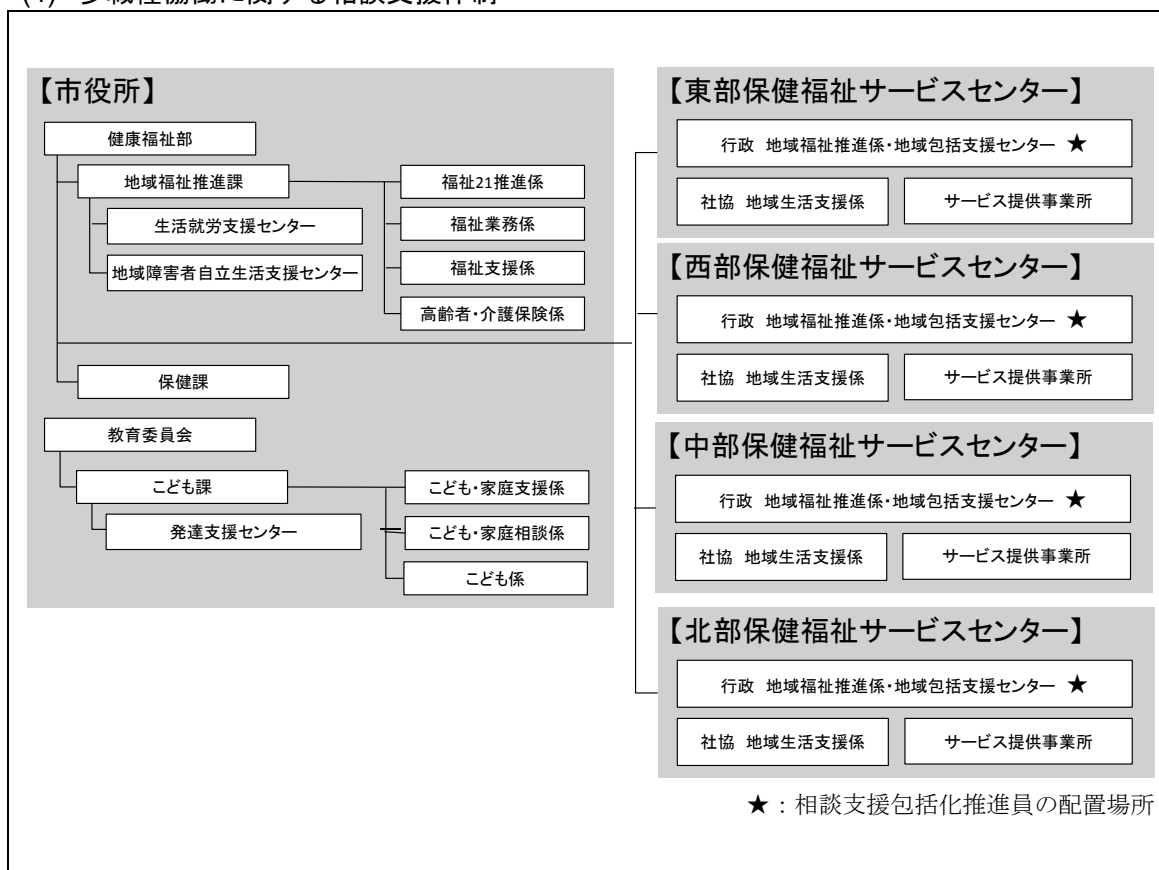 【市役所】
健康福祉部
地域福祉推進課
生活就労支援センター
地域障害者自立生活支援センター
福祉21推進係
福祉業務係
福祉支援係
高齢者・介護保険係
保健課
教育委員会
こども課
発達支援センター
こども・家庭支援係
こども・家庭相談係
こども係
【東部保健福祉サービスセンター】
行政 地域福祉推進係・地域包括支援センター ★
社協 地域生活支援係
サービス提供事業所
【西部保健福祉サービスセンター】
行政 地域福祉推進係・地域包括支援センター ★
社協 地域生活支援係
サービス提供事業所
【中部保健福祉サービスセンター】
行政 地域福祉推進係・地域包括支援センター ★
社協 地域生活支援係
サービス提供事業所
【北部保健福祉サービスセンター】
行政 地域福祉推進係・地域包括支援センター ★
社協 地域生活支援係
サービス提供事業所
★：相談支援包括化推進員の配置場所